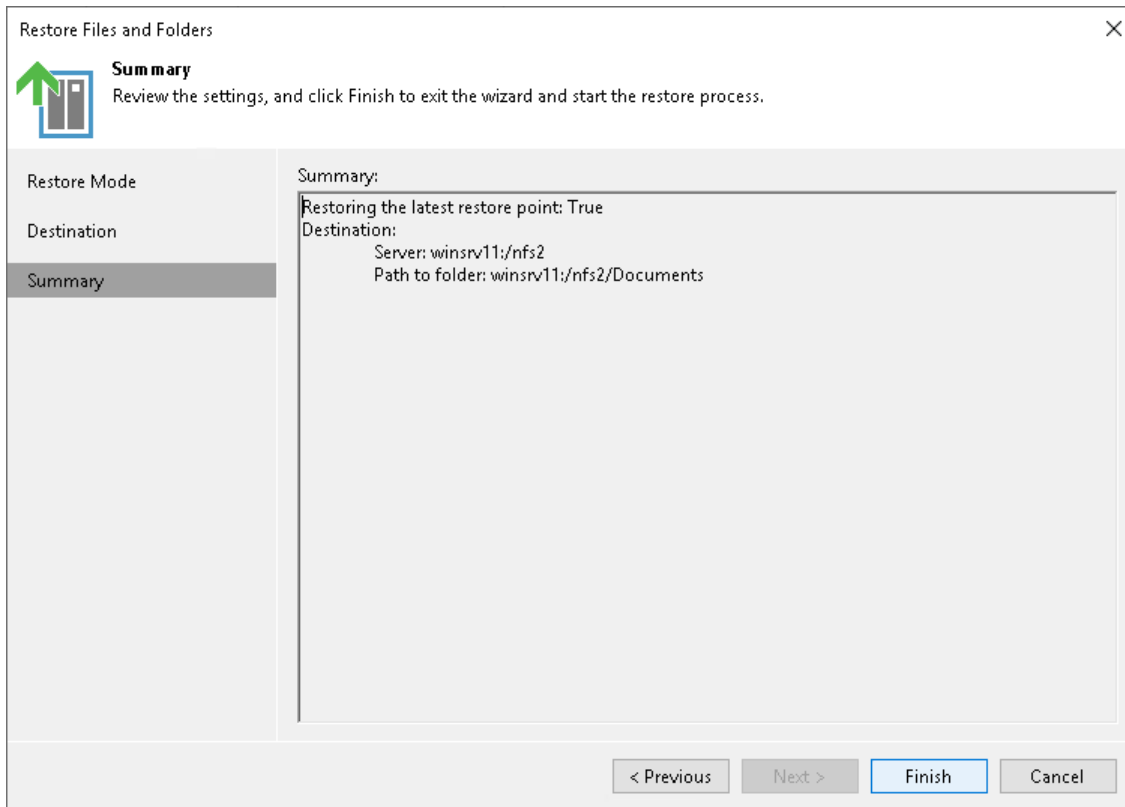 Restore Files and Folders
Summary
Review the settings, and click Finish to exit the wizard and start the restore process.
Restore Mode
Destination
Summary
Summary:
Restoring the latest restore point: True
Destination:
Server: winsrv11:/nfs2
Path to folder: winsrv11:/nfs2/Documents
< Previous
Next >
Finish
Cancel